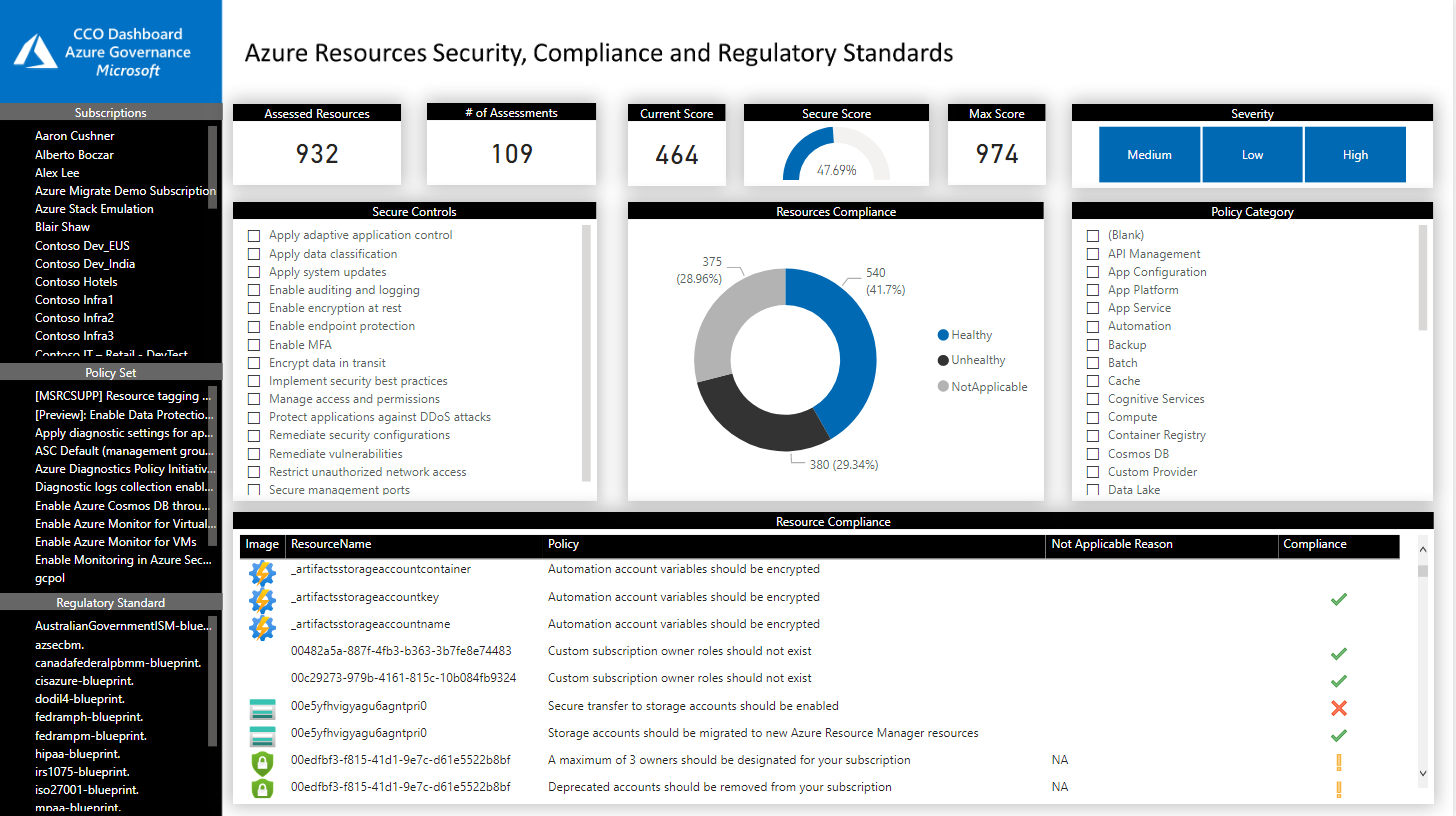 CCO Dashboard
Azure Governance
Microsoft
Azure Resources Security, Compliance and Regulatory Standards
Subscriptions
Aaron Cushner
Alberto Boczar
Alex Lee
Azure Migrate Demo Subscription
Azure Stack Emulation
Blair Shaw
Contoso Dev_EUS
Contoso Dev_India
Contoso Hotels
Contoso Infra1
Contoso Infra2
Contoso Infra3
Contoso IT – Retail - DevTest
Policy Set
[MSRCSUPP] Resource tagging ...
[Preview]: Enable Data Protectio...
Apply diagnostic settings for ap...
ASC Default (management grou...
Azure Diagnostics Policy Initiativ...
Diagnostic logs collection enabl...
Enable Azure Cosmos DB throu...
Enable Azure Monitor for Virtual...
Enable Azure Monitor for VMs
Enable Monitoring in Azure Sec...
gcpol
Regulatory Standard
AustralianGovernmentISM-blue...
azsecbm.
canadafederalpbmm-blueprint.
cisazure-blueprint.
dodil4-blueprint.
fedramph-blueprint.
fedrampm-blueprint.
hipaa-blueprint.
irs1075-blueprint.
iso27001-blueprint.
mpaa-blueprint.
Assessed Resources
932
# of Assessments
109
Current Score
464
Secure Score
47.69%
Max Score
974
Severity
Medium Low High
Secure Controls
Apply adaptive application control
Apply data classification
Apply system updates
Enable auditing and logging
Enable encryption at rest
Enable endpoint protection
Enable MFA
Encrypt data in transit
Implement security best practices
Manage access and permissions
Protect applications against DDoS attacks
Remediate security configurations
Remediate vulnerabilities
Restrict unauthorized network access
Secure management ports
Resources Compliance
375
(28.96%)
540
(41.7%)
380 (29.34%)
Healthy
Unhealthy
NotApplicable
Policy Category
(Blank)
API Management
App Configuration
App Platform
App Service
Automation
Backup
Batch
Cache
Cognitive Services
Compute
Container Registry
Cosmos DB
Custom Provider
Data Lake
Resource Compliance
Image ResourceName Policy Not Applicable Reason Compliance
_artifactsstorageaccountcontainer Automation account variables should be encrypted
_artifactsstorageaccountkey Automation account variables should be encrypted
_artifactsstorageaccountname Automation account variables should be encrypted
00482a5a-887f-4fb3-b363-3b7fe8e74483 Custom subscription owner roles should not exist
00c29273-979b-4161-815c-10b084fb9324 Custom subscription owner roles should not exist
00e5yfhvigyagu6agntpri0 Secure transfer to storage accounts should be enabled
00e5yfhvigyagu6agntpri0 Storage accounts should be migrated to new Azure Resource Manager resources
00edfbf3-f815-41d1-9e7c-d61e5522b8bf A maximum of 3 owners should be designated for your subscription NA
00edfbf3-f815-41d1-9e7c-d61e5522b8bf Deprecated accounts should be removed from your subscription NA